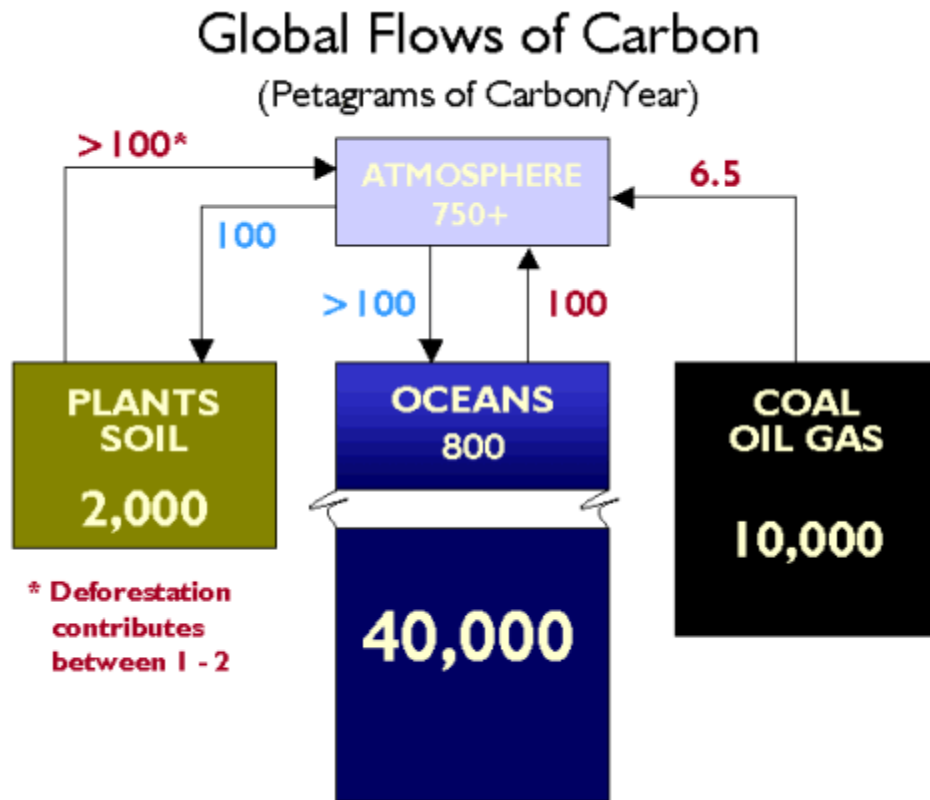 Global Flows of Carbon
(Petagrams of Carbon/Year)
>100*
ATMOSPHERE
750+
6.5
100
>100
100
PLANTS
SOIL
2,000
OCEANS
800
COAL
OIL GAS
10,000
40,000
* Deforestation
contributes
between 1 - 2